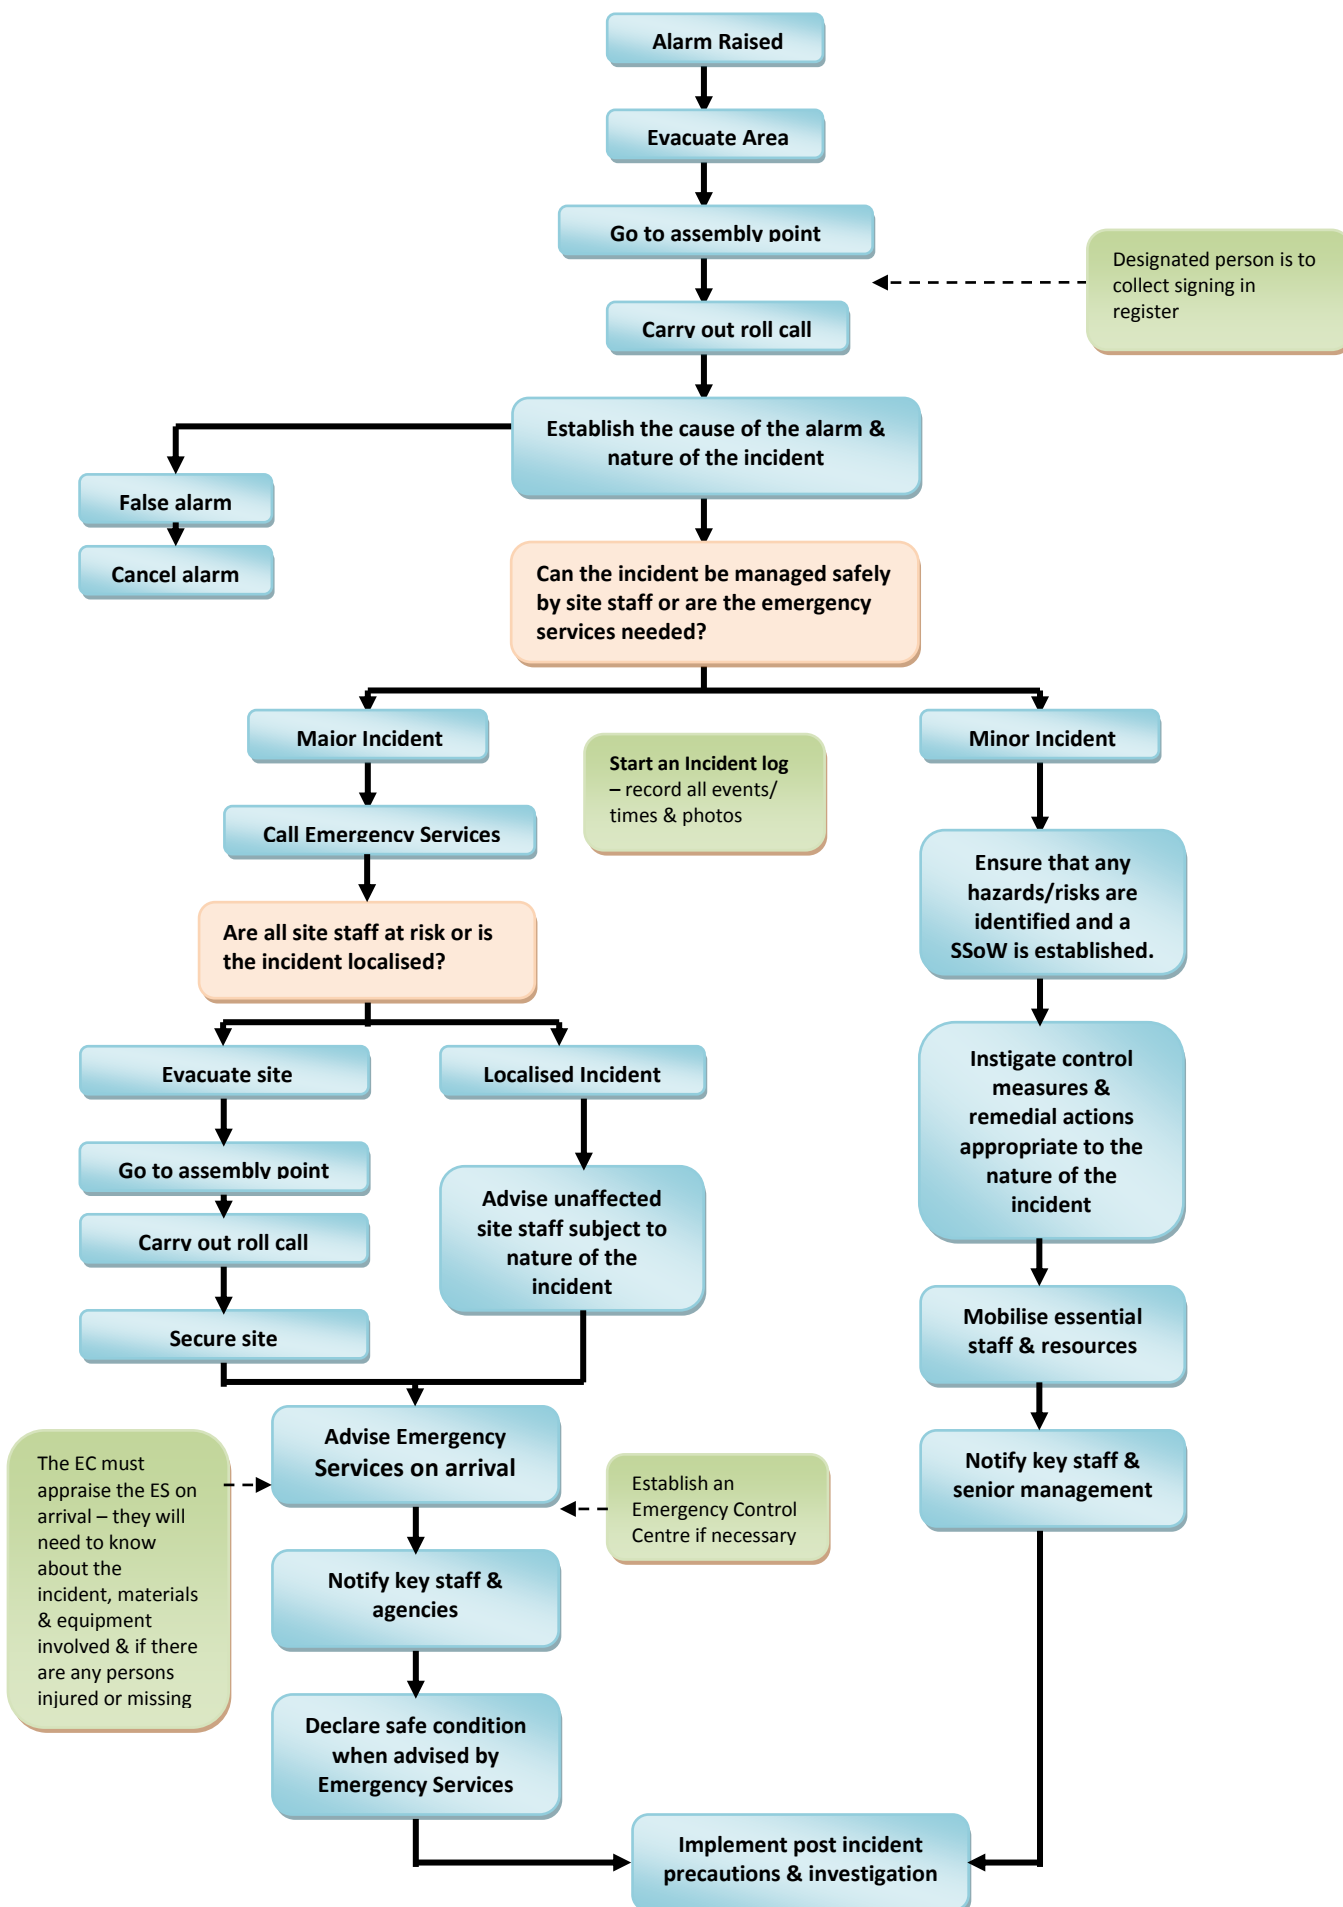 Alarm Raised
Evacuate Area
Go to assembly point
Designated person is to
collect signing in
register
Carry out roll call
Establish the cause of the alarm &
nature of the incident
False alarm
Cancel alarm
Can the incident be managed safely
by site staff or are the emergency
services needed?
Major Incident
Start an Incident log
– record all events/
times & photos
Minor Incident
Call Emergency Services
Ensure that any
hazards/risks are
identified and a
SSoW is established.
Are all site staff at risk or is
the incident localised?
Evacuate site
Localised Incident
Instigate control
measures &
remedial actions
appropriate to the
nature of the
incident
Go to assembly point
Carry out roll call
Secure site
Advise unaffected
site staff subject to
nature of the
incident
Mobilise essential
staff & resources
The EC must
appraise the ES on
arrival – they will
need to know
about the
incident, materials
& equipment
involved & if there
are any persons
injured or missing
Advise Emergency
Services on arrival
Establish an
Emergency Control
Centre if necessary
Notify key staff &
senior management
Notify key staff &
agencies
Declare safe condition
when advised by
Emergency Services
Implement post incident
precautions & investigation